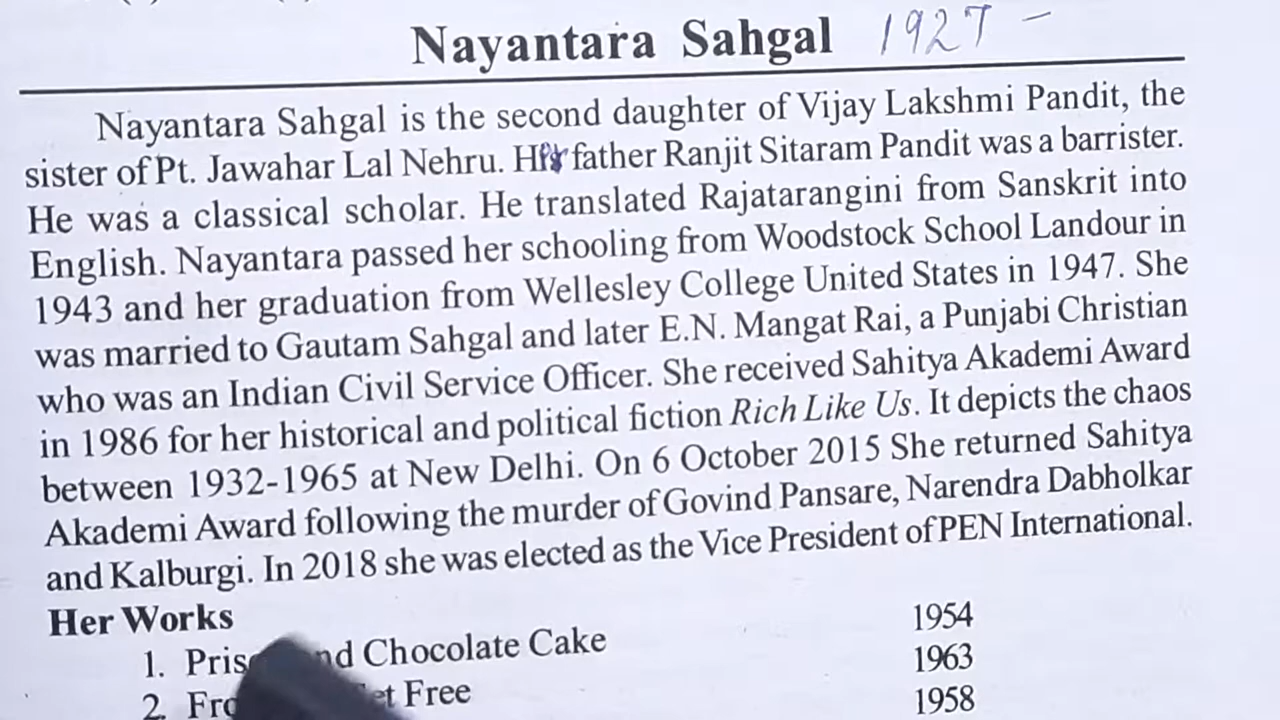 Nayantara Sahgal 1927 –
Nayantara Sahgal is the second daughter of Vijay Lakshmi Pandit, the
sister of Pt. Jawahar Lal Nehru. Her father Ranjit Sitaram Pandit was a barrister.
He was a classical scholar. He translated Rajatarangini from Sanskrit into
English. Nayantara passed her schooling from Woodstock School Landour in
1943 and her graduation from Wellesley College United States in 1947. She
was married to Gautam Sahgal and later E.N. Mangat Rai, a Punjabi Christian
who was an Indian Civil Service Officer. She received Sahitya Akademi Award
in 1986 for her historical and political fiction Rich Like Us. It depicts the chaos
between 1932-1965 at New Delhi. On 6 October 2015 She returned Sahitya
Akademi Award following the murder of Govind Pansare, Narendra Dabholkar
and Kalburgi. In 2018 she was elected as the Vice President of PEN International.
Her Works 1954
1. Chocolate Cake 1963
2. Free 1958